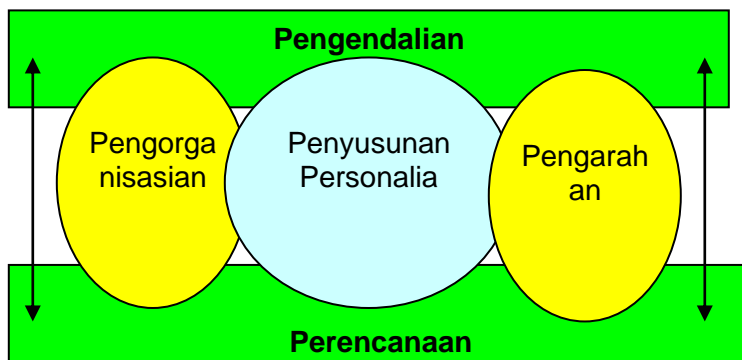 Pengendalian
Pengorga
nisasian
Penyusunan
Personalia
Pengarah
an
Perencanaan